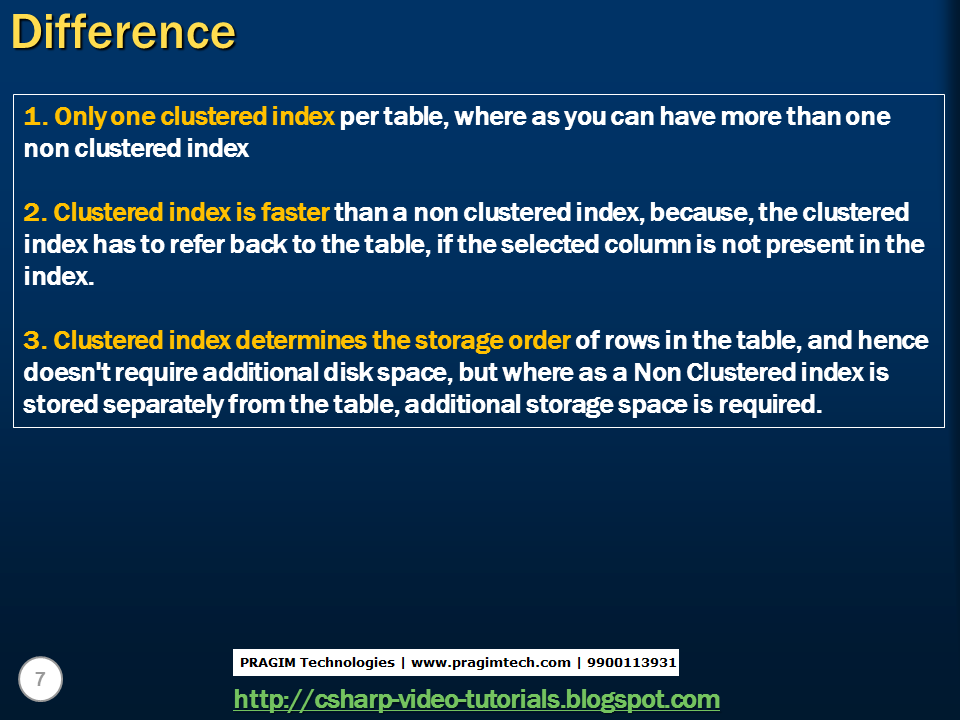 Difference
1. Only one clustered index per table, where as you can have more than one
non clustered index
2. Clustered index is faster than a non clustered index, because, the clustered
index has to refer back to the table, if the selected column is not present in the
index.
3. Clustered index determines the storage order of rows in the table, and hence
doesn't require additional disk space, but where as a Non Clustered index is
stored separately from the table, additional storage space is required.
PRAGIM Technologies | www.pragimtech.com | 9900113931
7
http://csharp-video-tutorials.blogspot.com